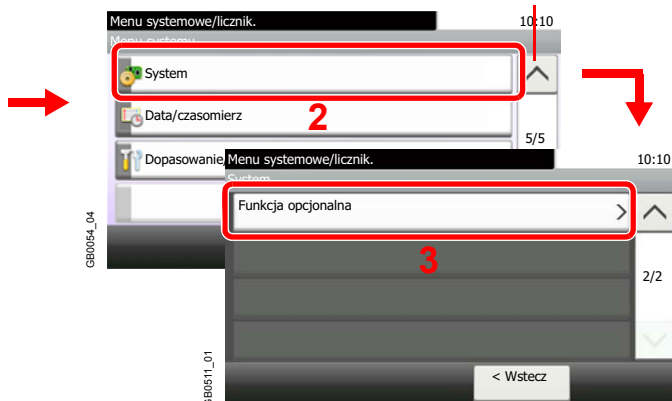 Menu systemowe/licznik.
10:10
Menu systemu
System
Data/czasomierz
2
5/5
Dopasowanie/
GB0054_04
Menu systemowe/licznik.
10:10
System
Funkcja opcjonalna
3
2/2
GB0511_01
< Wstecz